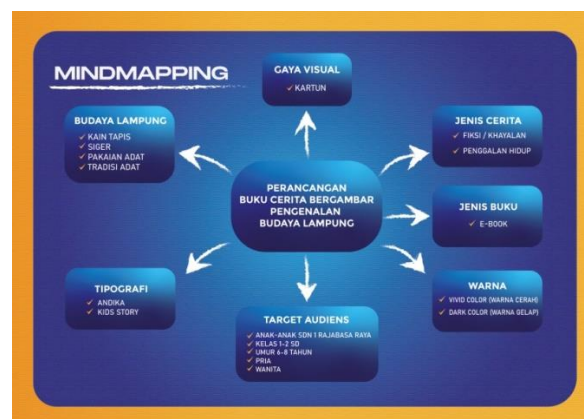 MINDMAPPING
GAYA VISUAL
KARTUN
BUDAYA LAMPUNG
KAIN TAPIS
SIGER
PAKAIAN ADAT
TRADISI ADAT
JENIS CERITA
FIKSI / KHAYALAN
PENGGALAN HIDUP
PERANCANGAN
BUKU CERITA BERGAMBAR
PENGENALAN
BUDAYA LAMPUNG
JENIS BUKU
E-BOOK
TIPOGRAFI
ANDIKA
KIDS STORY
TARGET AUDIENS
ANAK-ANAK SDN 1 RAJABASA RAYA
KELAS 1-2 SD
UMUR 6-8 TAHUN
PRIA
WANITA
WARNA
VIVID COLOR (WARNA CERAH)
DARK COLOR (WARNA GELAP)